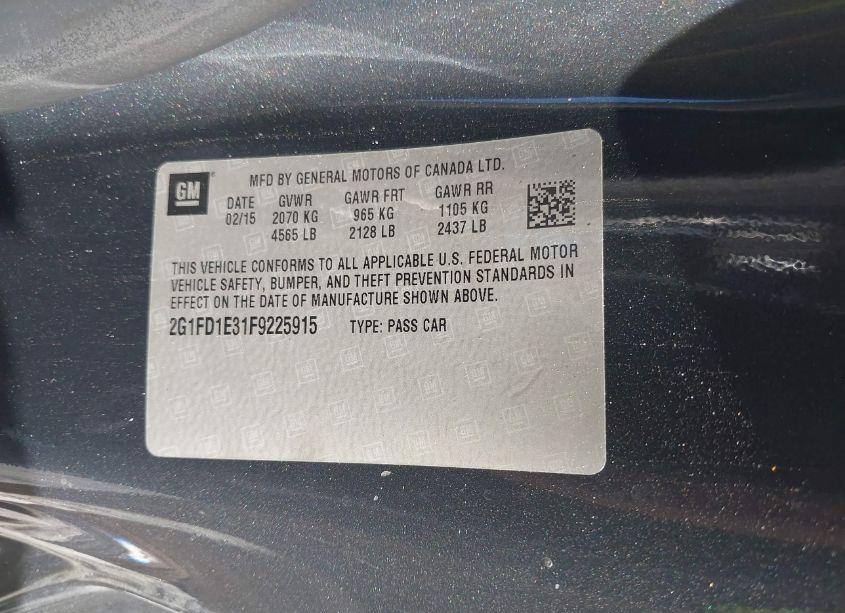 MFD BY GENERAL MOTORS OF CANADA LTD.
GM
DATE GVWR GAWR FRT GAWR RR
02/15 2070 KG 965 KG 1105 KG
4565 LB 2128 LB 2437 LB
THIS VEHICLE CONFORMS TO ALL APPLICABLE U.S. FEDERAL MOTOR
VEHICLE SAFETY, BUMPER, AND THEFT PREVENTION STANDARDS IN
EFFECT ON THE DATE OF MANUFACTURE SHOWN ABOVE.
2G1FD1E31F9225915 TYPE: PASS CAR